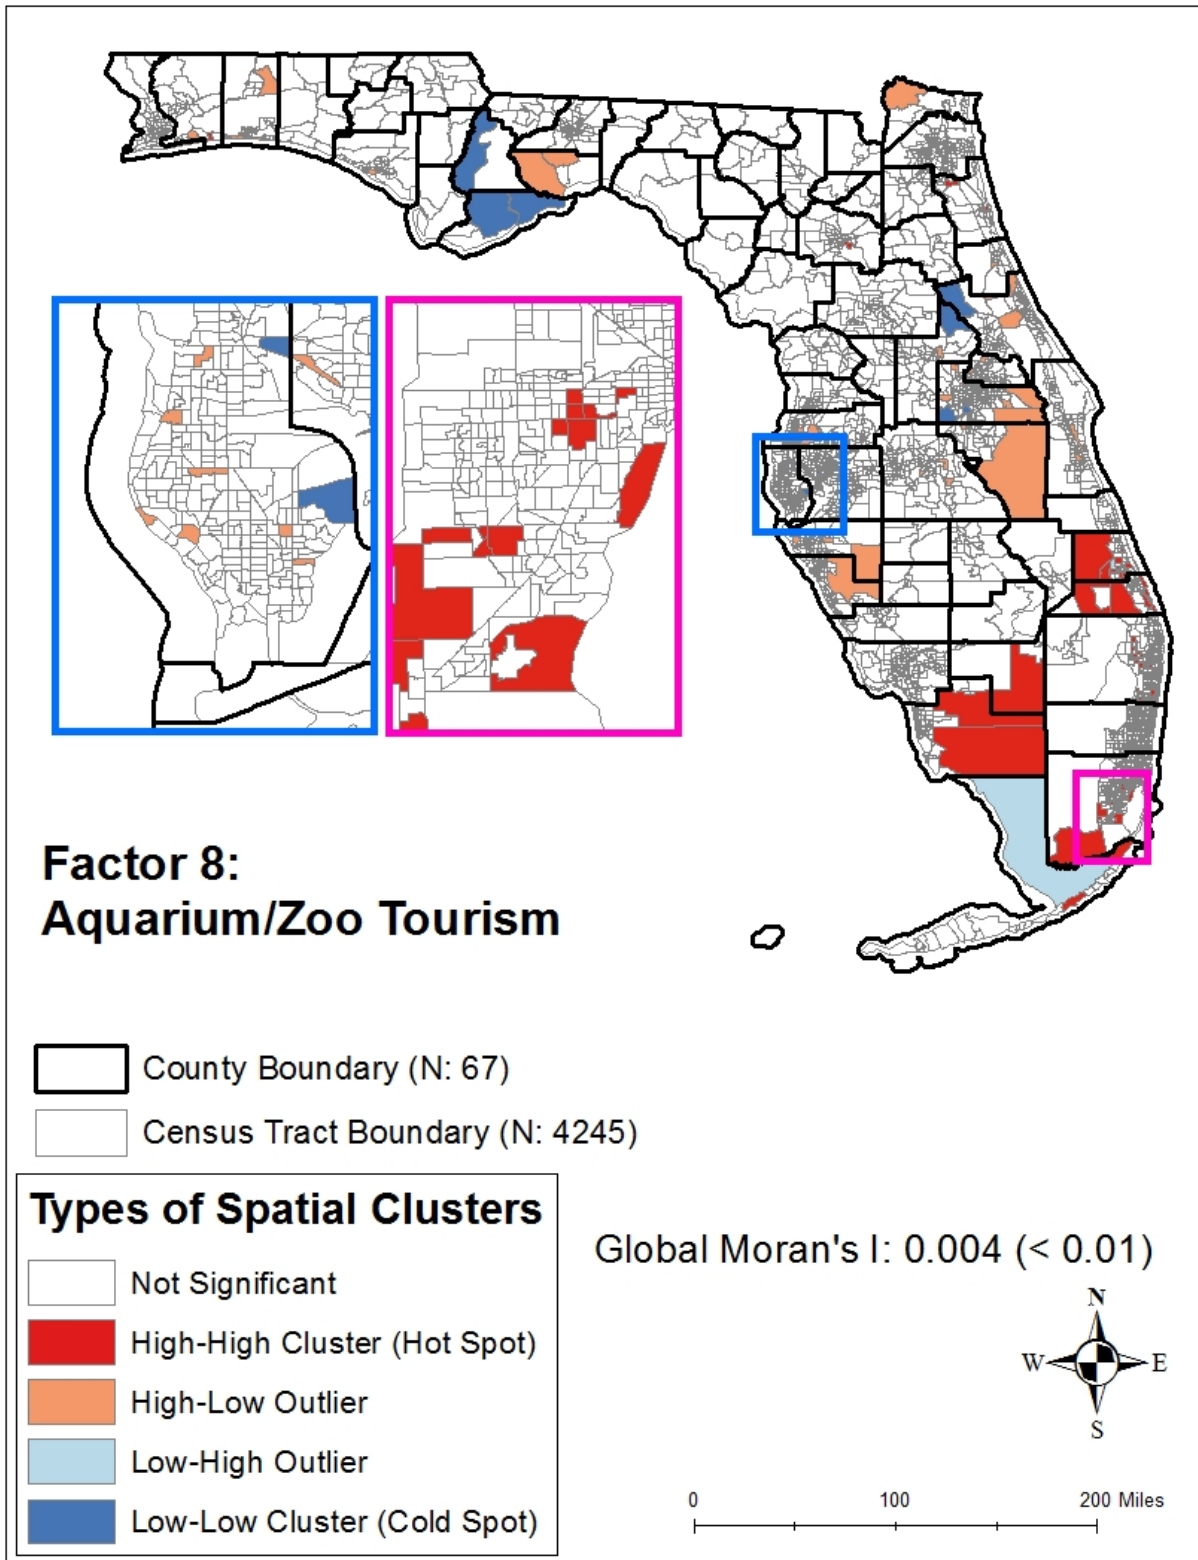 Factor 8:
Aquarium/Zoo Tourism
County Boundary (N: 67)
Census Tract Boundary (N: 4245)
Types of Spatial Clusters
Not Significant
High-High Cluster (Hot Spot)
High-Low Outlier
Low-High Outlier
Low-Low Cluster (Cold Spot)
Global Moran's I: 0.004 (< 0.01)
N
W E
S
0 100 200 Miles